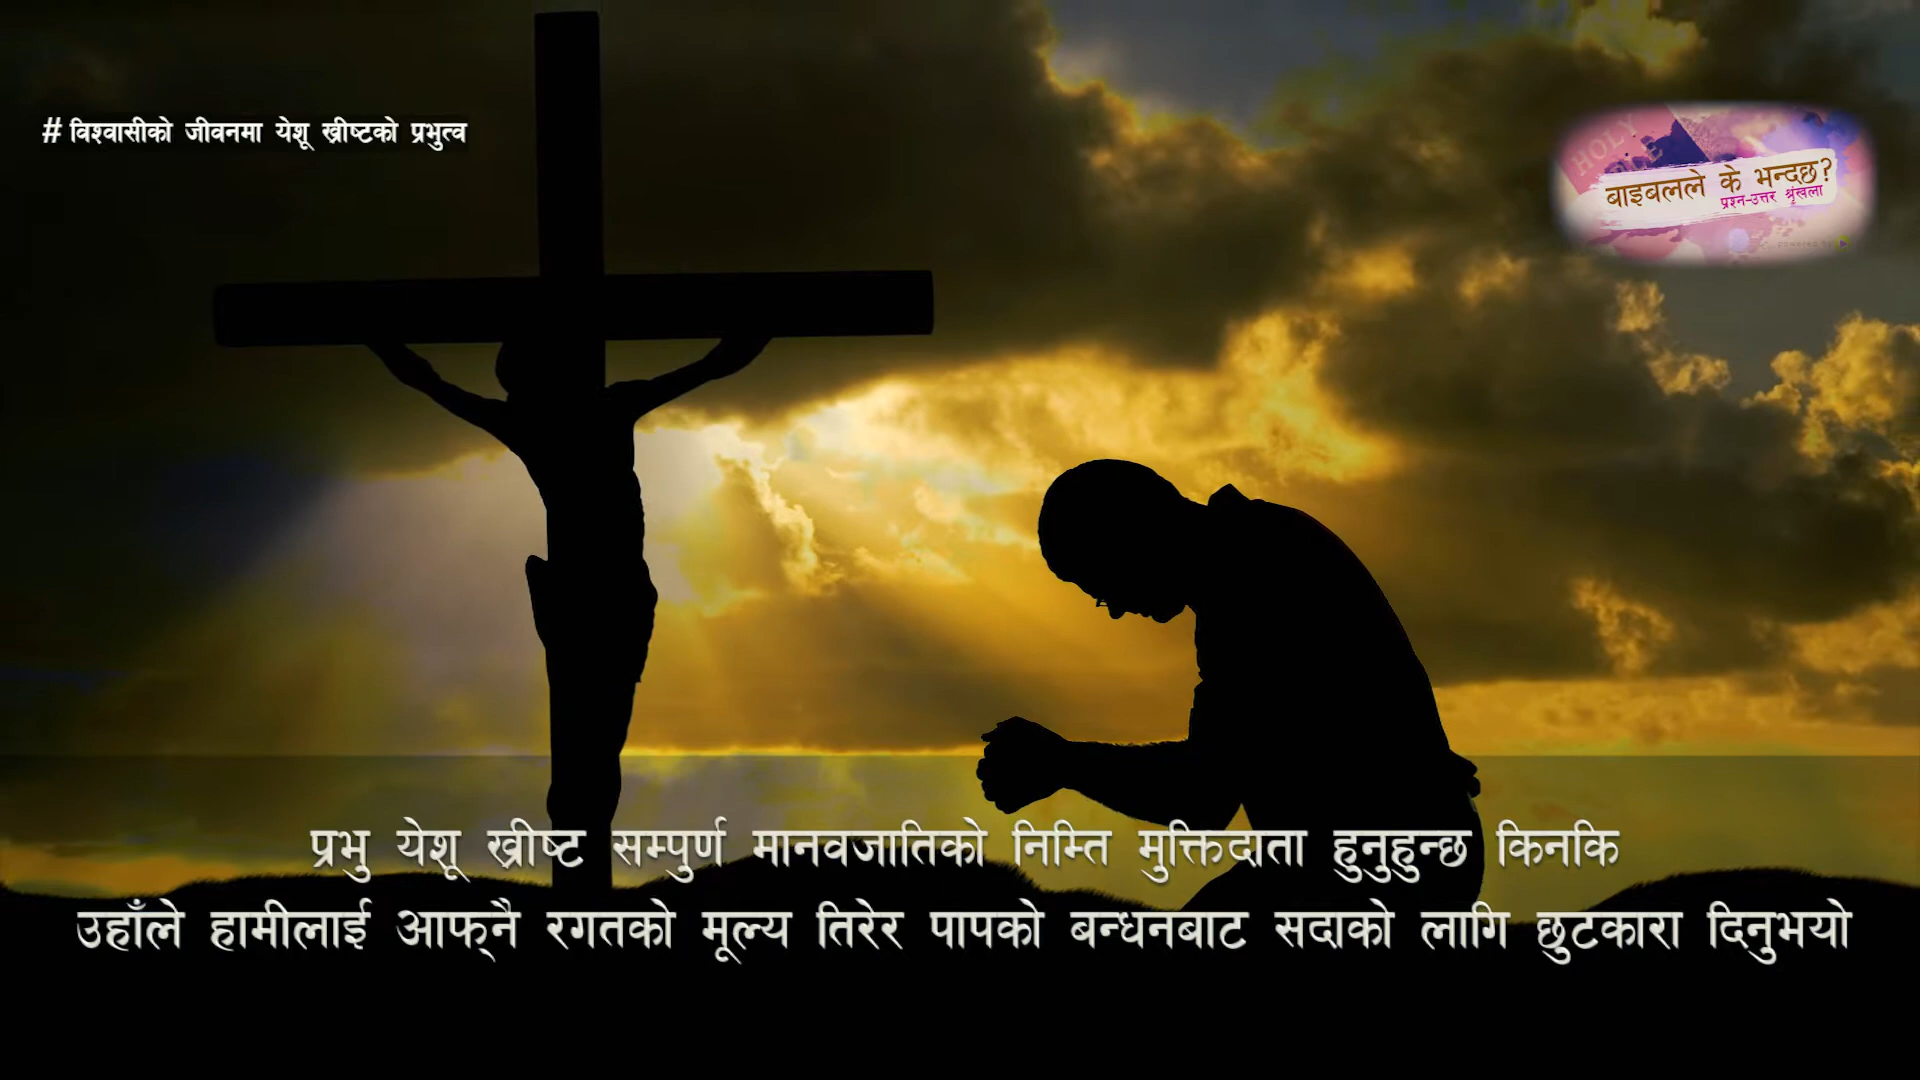 # विश्वासीको जीवनमा येशू ख्रीष्टको प्रभुत्व
HOLY
बाइबलले के भन्दछ?
प्रश्न-उत्तर श्रृंखला
प्रभु येशू ख्रीष्ट सम्पुर्ण मानवजातिको निम्ति मुक्तिदाता हुनुहुन्छ किनकि
उहाँले हामीलाई आफ्‌नै रगतको मूल्य तिरेर पापको बन्धनबाट सदाको लागि छुटकारा दिनुभयो